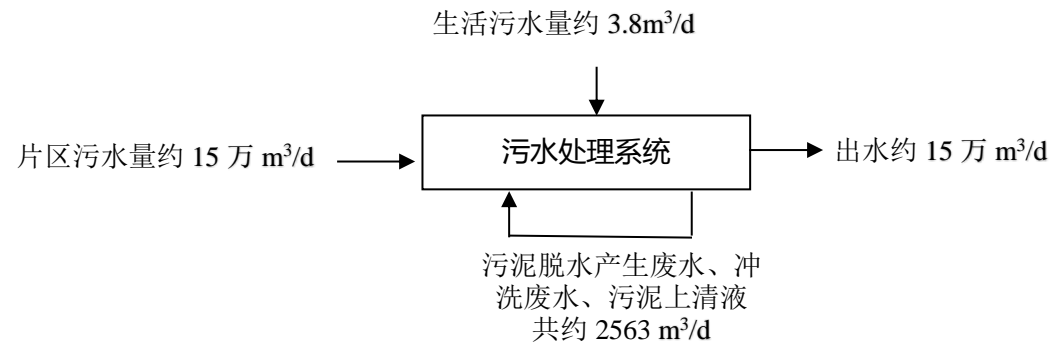 生活污水量约 3.8m³/d
片区污水量约 15 万 m³/d
污水处理系统
出水约 15 万 m³/d
污泥脱水产生废水、冲
洗废水、污泥上清液
共约 2563 m³/d